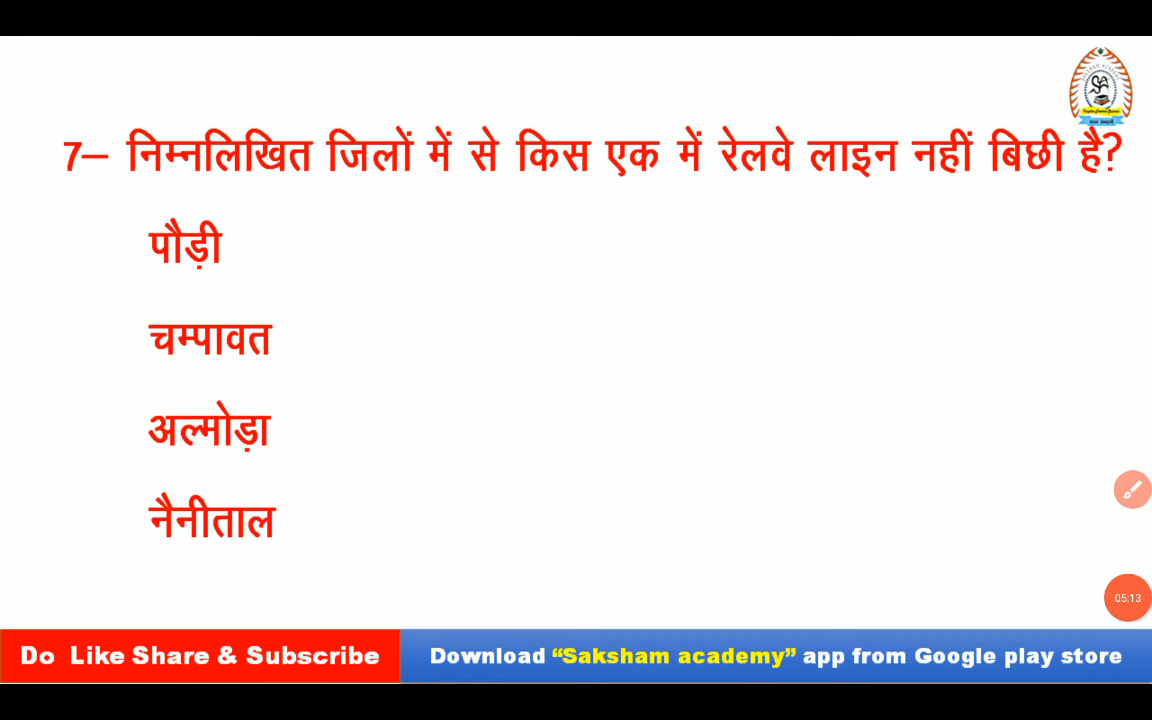 7– निम्नलिखित जिलों में से किस एक में रेलवे लाइन नहीं बिछी है?
पौड़ी
चम्पावत
अल्मोड़ा
नैनीताल
05:13
Do Like Share & Subscribe
Download “Saksham academy” app from Google play store